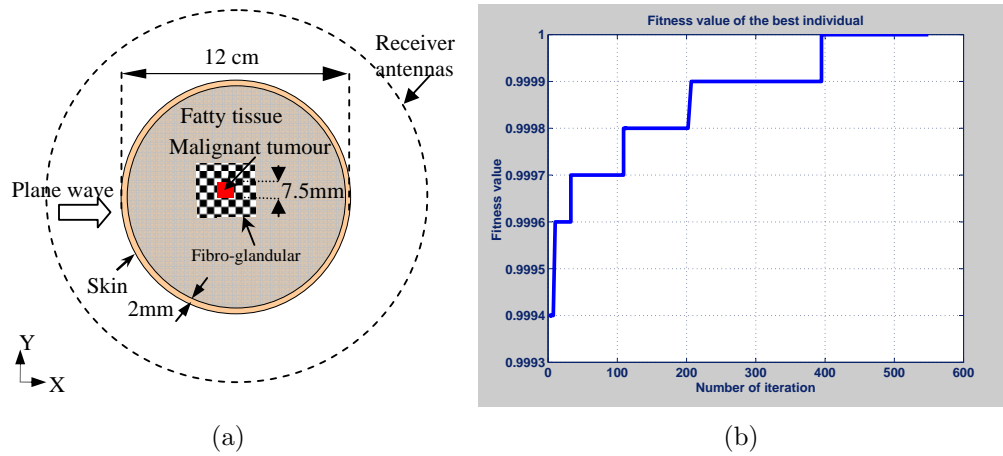 12 cm
Receiver
antennas
Fatty tissue
Malignant tumour
Plane wave
7.5mm
Fibro-glandular
Skin
2mm
Y
X
(a)
Fitness value of the best individual
Fitness value
1
0.9999
0.9998
0.9997
0.9996
0.9995
0.9994
0.9993
0 100 200 300 400 500 600
Number of iteration
(b)